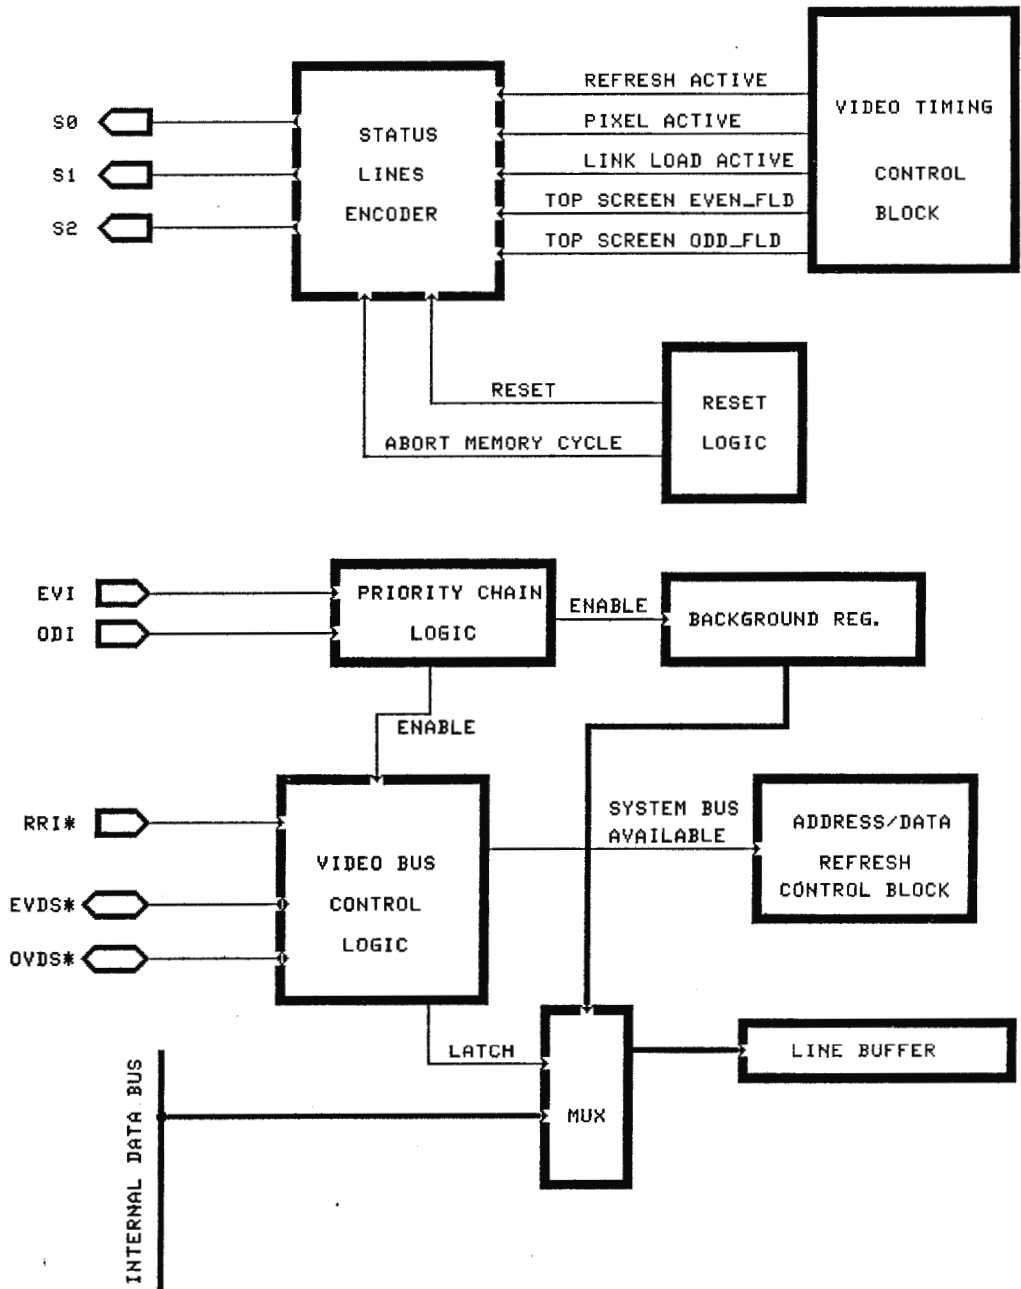 REFRESH ACTIVE
VIDEO TIMING
CONTROL
BLOCK
S0
STATUS
PIXEL ACTIVE
S1
LINES
LINK LOAD ACTIVE
S2
ENCODER
TOP SCREEN EVEN_FLD
TOP SCREEN ODD_FLD
RESET
RESET
LOGIC
ABORT MEMORY CYCLE
EVI
PRIORITY CHAIN
LOGIC
ODI
ENABLE
BACKGROUND REG.
ENABLE
RRI*
SYSTEM BUS
AVAILABLE
ADDRESS/DATA
REFRESH
CONTROL BLOCK
VIDEO BUS
CONTROL
LOGIC
EVDS*
OVDS*
LATCH
LINE BUFFER
MUX
INTERNAL DATA BUS